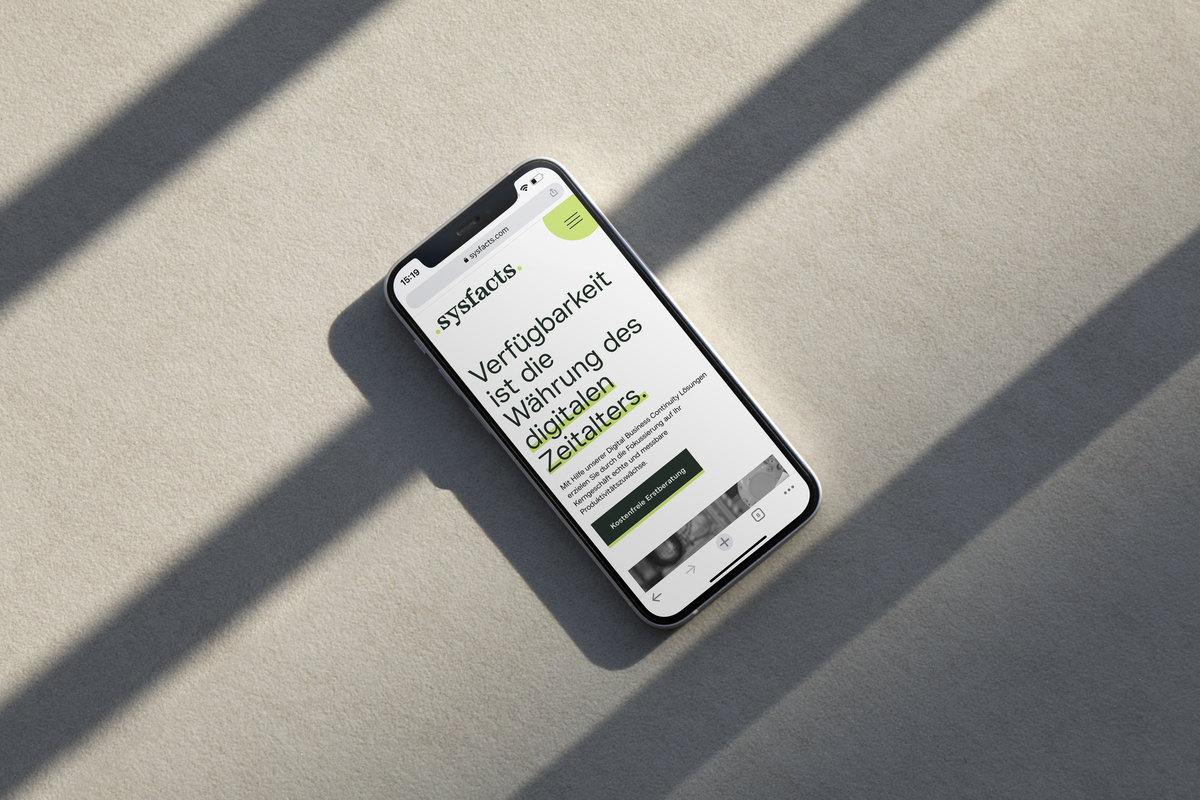 15:19
sysfacts.com
.sysfacts.
Verfügbarkeit
ist die
Währung des
digitalen
Zeitalters.
Mit Hilfe unserer Digital Business Continuity Lösungen
erzielen Sie durch die Fokussierung auf Ihr
Kerngeschäft echte und messbare
Produktivitätszuwächse.
Kostenfreie Erstberatung